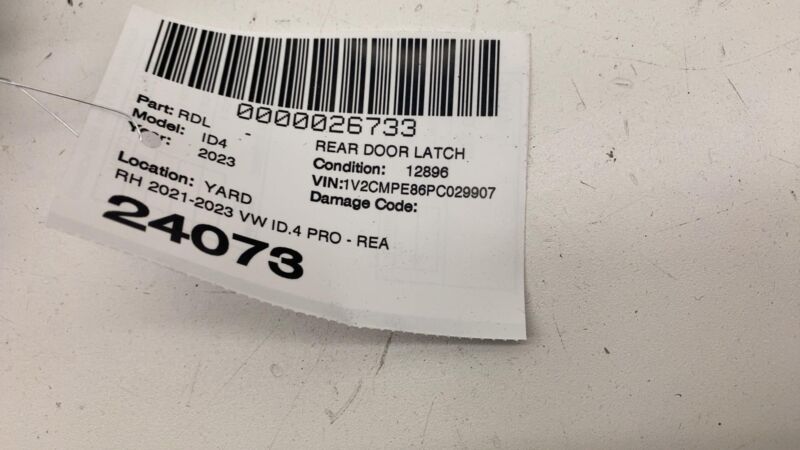 0000026733
Part: RDL -
REAR DOOR LATCH
Model: ID4
Condition: 12896
Year: 2023
VIN:1V2CMPE86PC029907
Location: YARD
Damage Code:
RH 2021-2023 VW ID.4 PRO - REA
24073